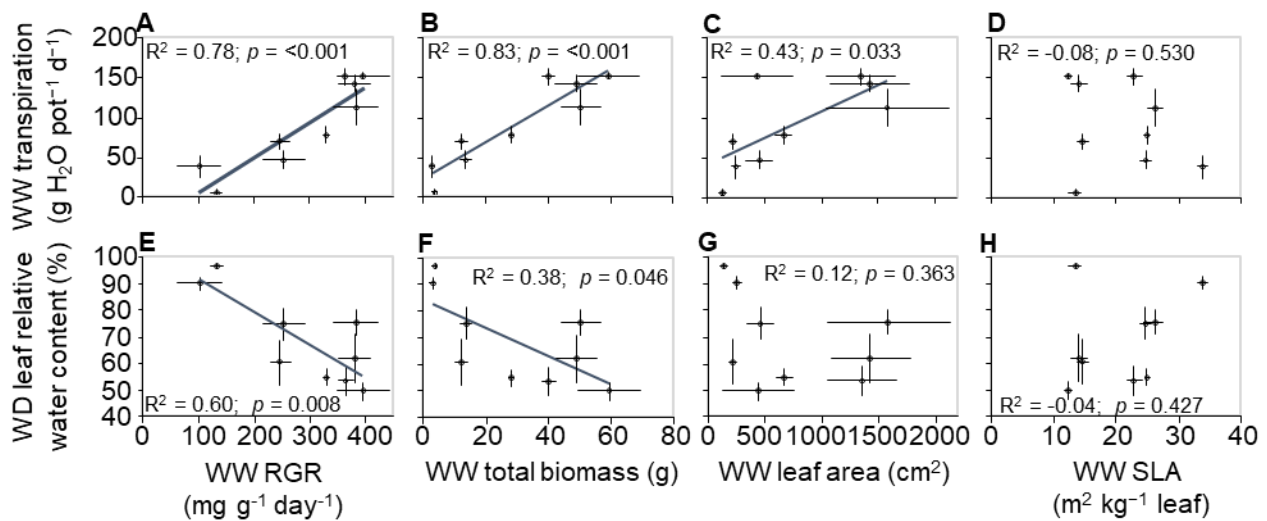 A
B
C
D
WW transpiration
(g H₂O pot⁻¹ d⁻¹)
200
150
100
50
0
R² = 0.78; p = <0.001
R² = 0.83; p = <0.001
R² = 0.43; p = 0.033
R² = -0.08; p = 0.530
E
F
G
H
WD leaf relative
water content (%)
100
90
80
70
60
50
40
R² = 0.60; p = 0.008
R² = 0.38; p = 0.046
R² = 0.12; p = 0.363
R² = -0.04; p = 0.427
0 100 200 300 400
0 20 40 60 80
0 500 1000 1500 2000
0 10 20 30 40
WW RGR
(mg g⁻¹ day⁻¹)
WW total biomass (g)
WW leaf area (cm²)
WW SLA
(m² kg⁻¹ leaf)